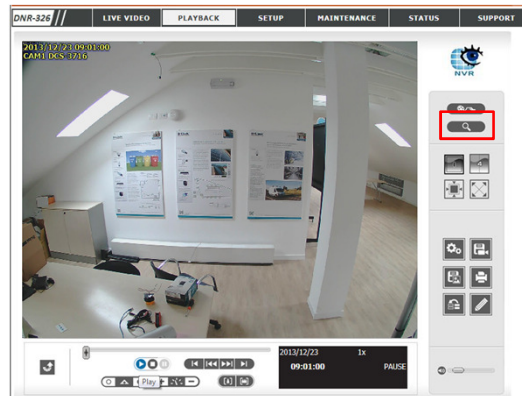 DNR-326
LIVE VIDEO
PLAYBACK
SETUP
MAINTENANCE
STATUS
SUPPORT
2013/12/23 09:01:00
CAM1 DCS-3716
NVR
Play
2013/12/23 1x
09:01:00 PAUSE